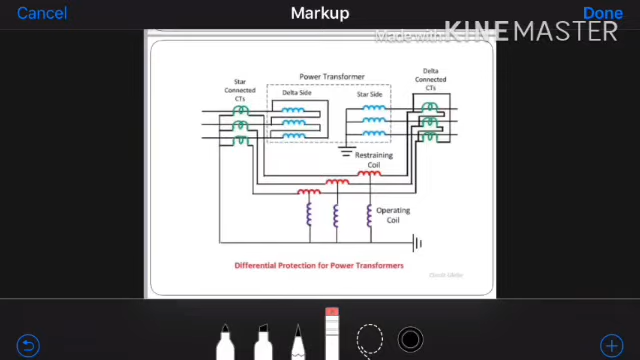 Cancel
Markup
Done
Made with KINEMASTER
Power Transformer
Star
Connected
CTs
Delta Side
Star Side
Delta
Connected
CTs
Restraining
Coil
Operating
Coil
Differential Protection for Power Transformers